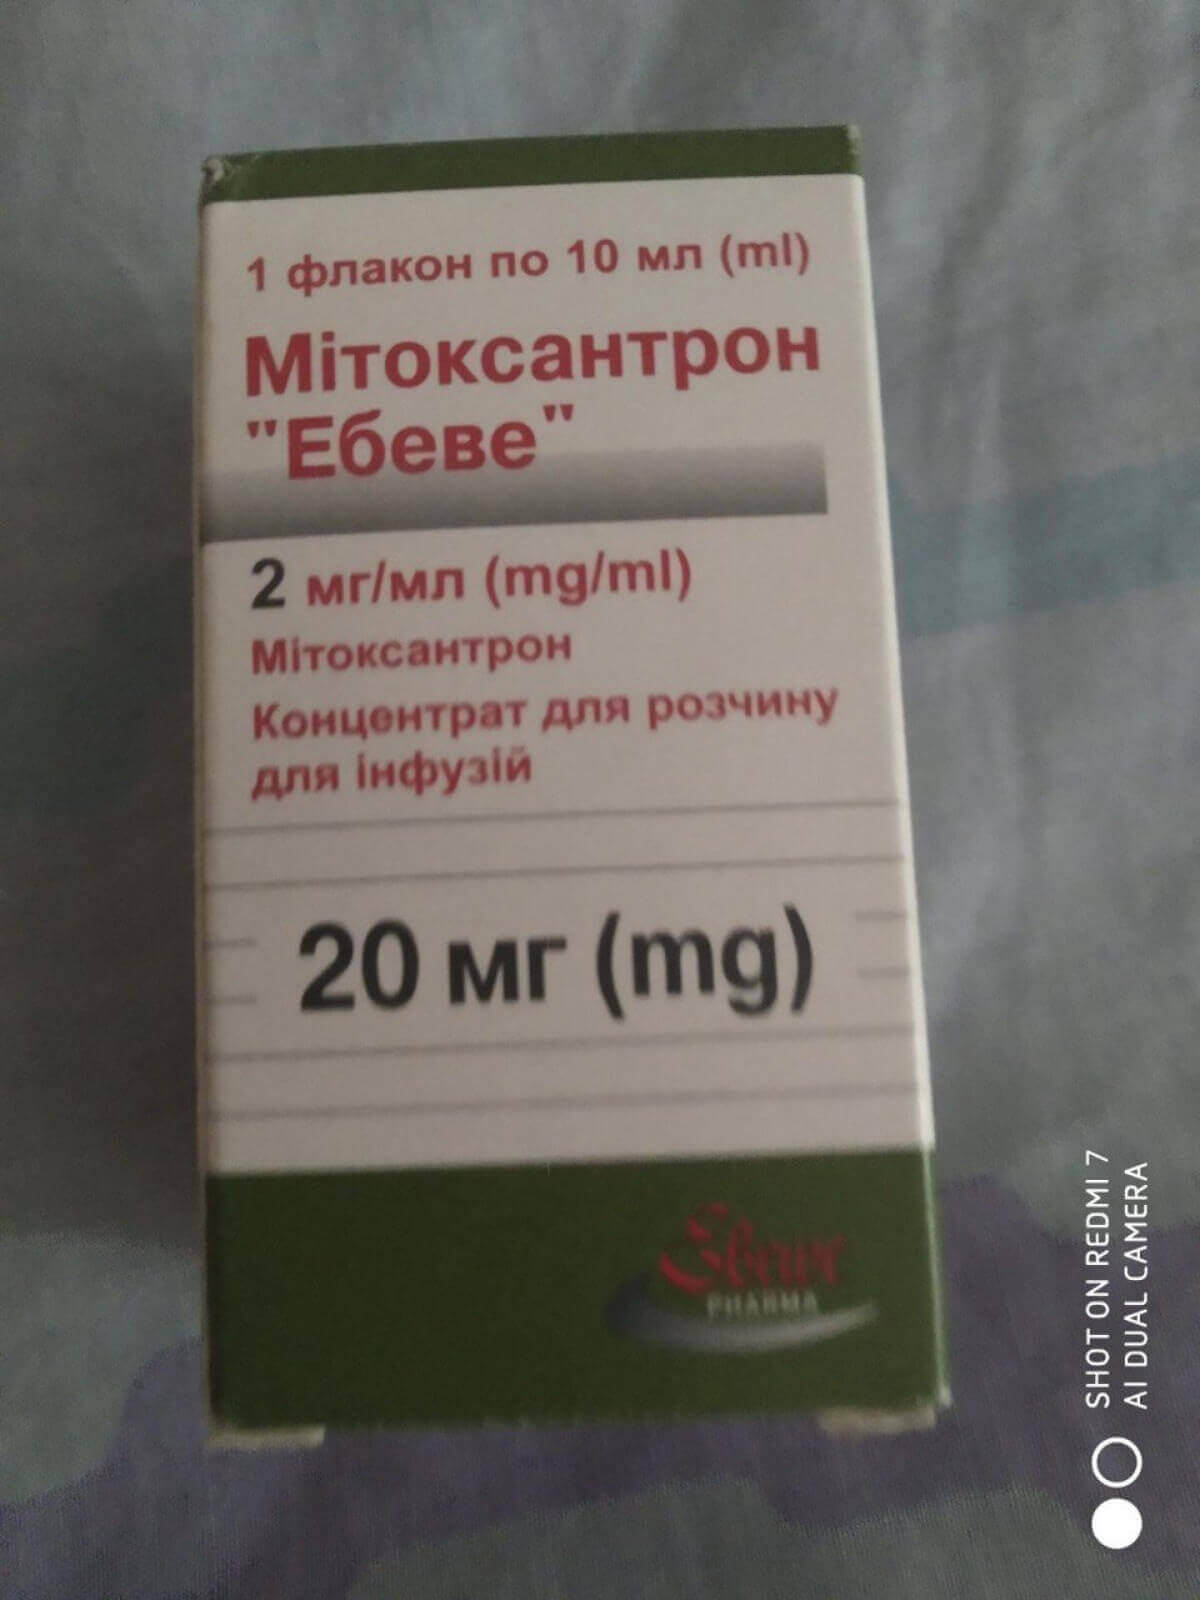 1 флакон по 10 мл (ml)
Мітоксантрон
"Ебеве"
2 мг/мл (mg/ml)
Мітоксантрон
Концентрат для розчину
для інфузій
20 мг (mg)
Ebewe
PHARMA
SHOT ON REDMI 7
AI DUAL CAMERA